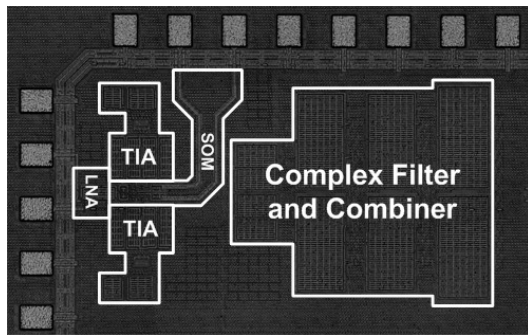 TIA
SOM
LNA
TIA
Complex Filter
and Combiner